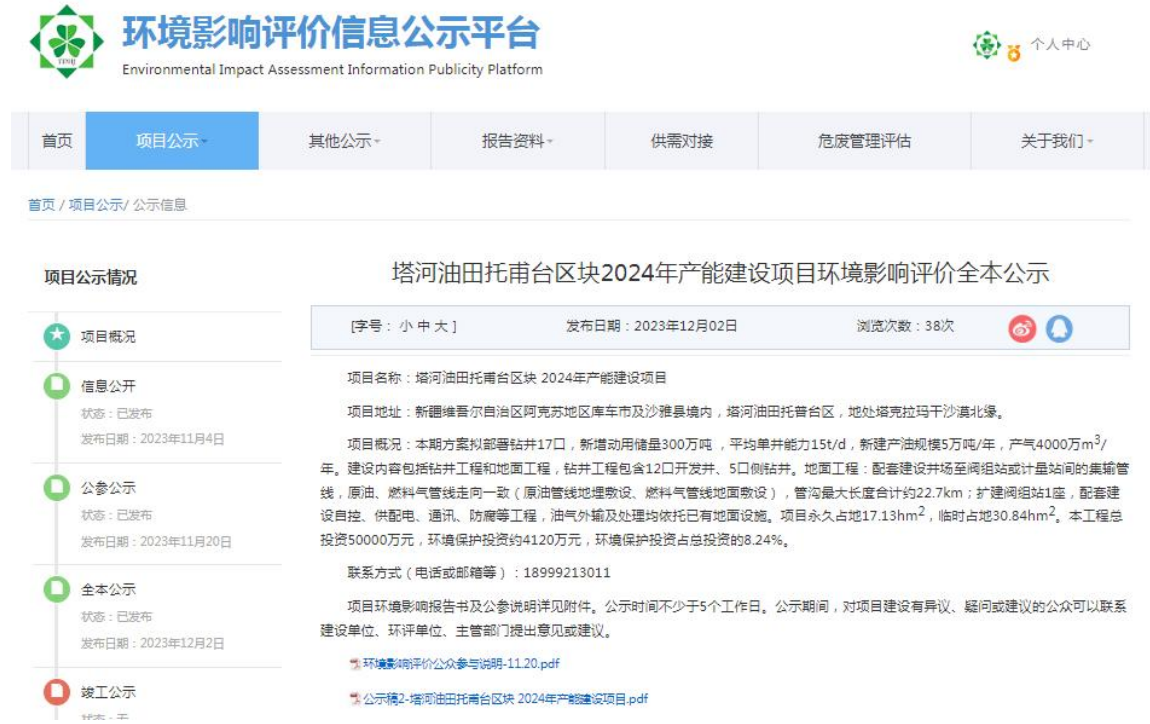 环境影响评价信息公示平台
Environmental Impact Assessment Information Publicity Platform
个人中心
首页 项目公示 其他公示 报告资料 供需对接 危废管理评估 关于我们
首页 / 项目公示/ 公示信息
项目公示情况
项目概况
信息公开
状态：已发布
发布日期：2023年11月4日
公参公示
状态：已发布
发布日期：2023年11月20日
全本公示
状态：已发布
发布日期：2023年12月2日
竣工公示
状态：无
塔河油田托甫台区块2024年产能建设项目环境影响评价全本公示
[字号：小 中 大] 发布日期：2023年12月02日 浏览次数：38次
项目名称：塔河油田托甫台区块 2024年产能建设项目
项目地址：新疆维吾尔自治区阿克苏地区库车市及沙雅县境内，塔河油田托普台区，地处塔克拉玛干沙漠北缘。
项目概况：本期方案拟部署钻井17口，新增动用储量300万吨 ，平均单井能力15t/d，新建产油规模5万吨/年，产气4000万m³/
年。建设内容包括钻井工程和地面工程，钻井工程包含12口开发井、5口侧钻井。地面工程：配套建设井场至阀组站或计量站间的集输管
线，原油、燃料气管线走向一致（原油管线地埋敷设、燃料气管线地面敷设），管沟最大长度合计约22.7km；扩建阀组站1座，配套建
设自控、供配电、通讯、防腐等工程，油气外输及处理均依托已有地面设施。项目永久占地17.13hm²，临时占地30.84hm²。本工程总
投资50000万元，环境保护投资约4120万元，环境保护投资占总投资的8.24%。
联系方式（电话或邮箱等）：18999213011
项目环境影响报告书及公参说明详见附件。公示时间不少于5个工作日。公示期间，对项目建设有异议、疑问或建议的公众可以联系
建设单位、环评单位、主管部门提出意见或建议。
环境影响评价公众参与说明-11.20.pdf
公示稿2-塔河油田托甫台区块 2024年产能建设项目.pdf